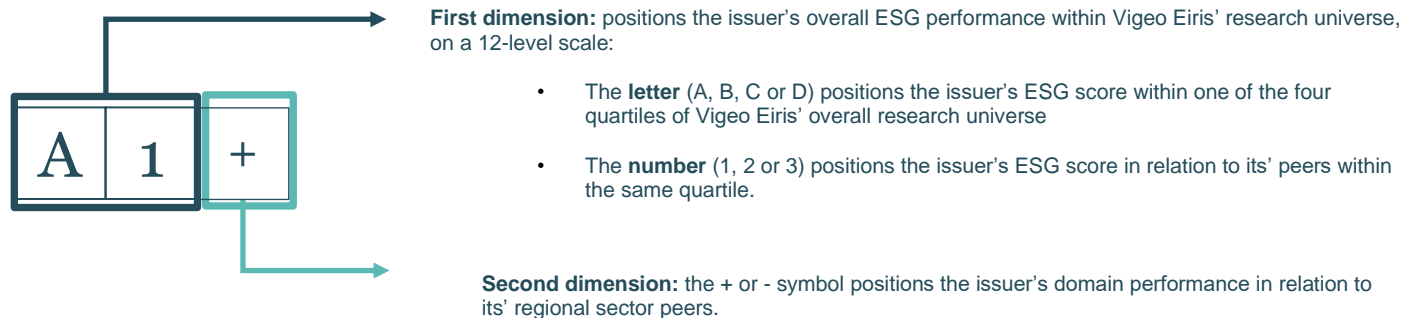 First dimension: positions the issuer's overall ESG performance within Vigeo Eiris' research universe,
on a 12-level scale:
• The letter (A, B, C or D) positions the issuer's ESG score within one of the four
quartiles of Vigeo Eiris' overall research universe
A 1 +
• The number (1, 2 or 3) positions the issuer's ESG score in relation to its' peers within
the same quartile.
Second dimension: the + or - symbol positions the issuer's domain performance in relation to
its' regional sector peers.